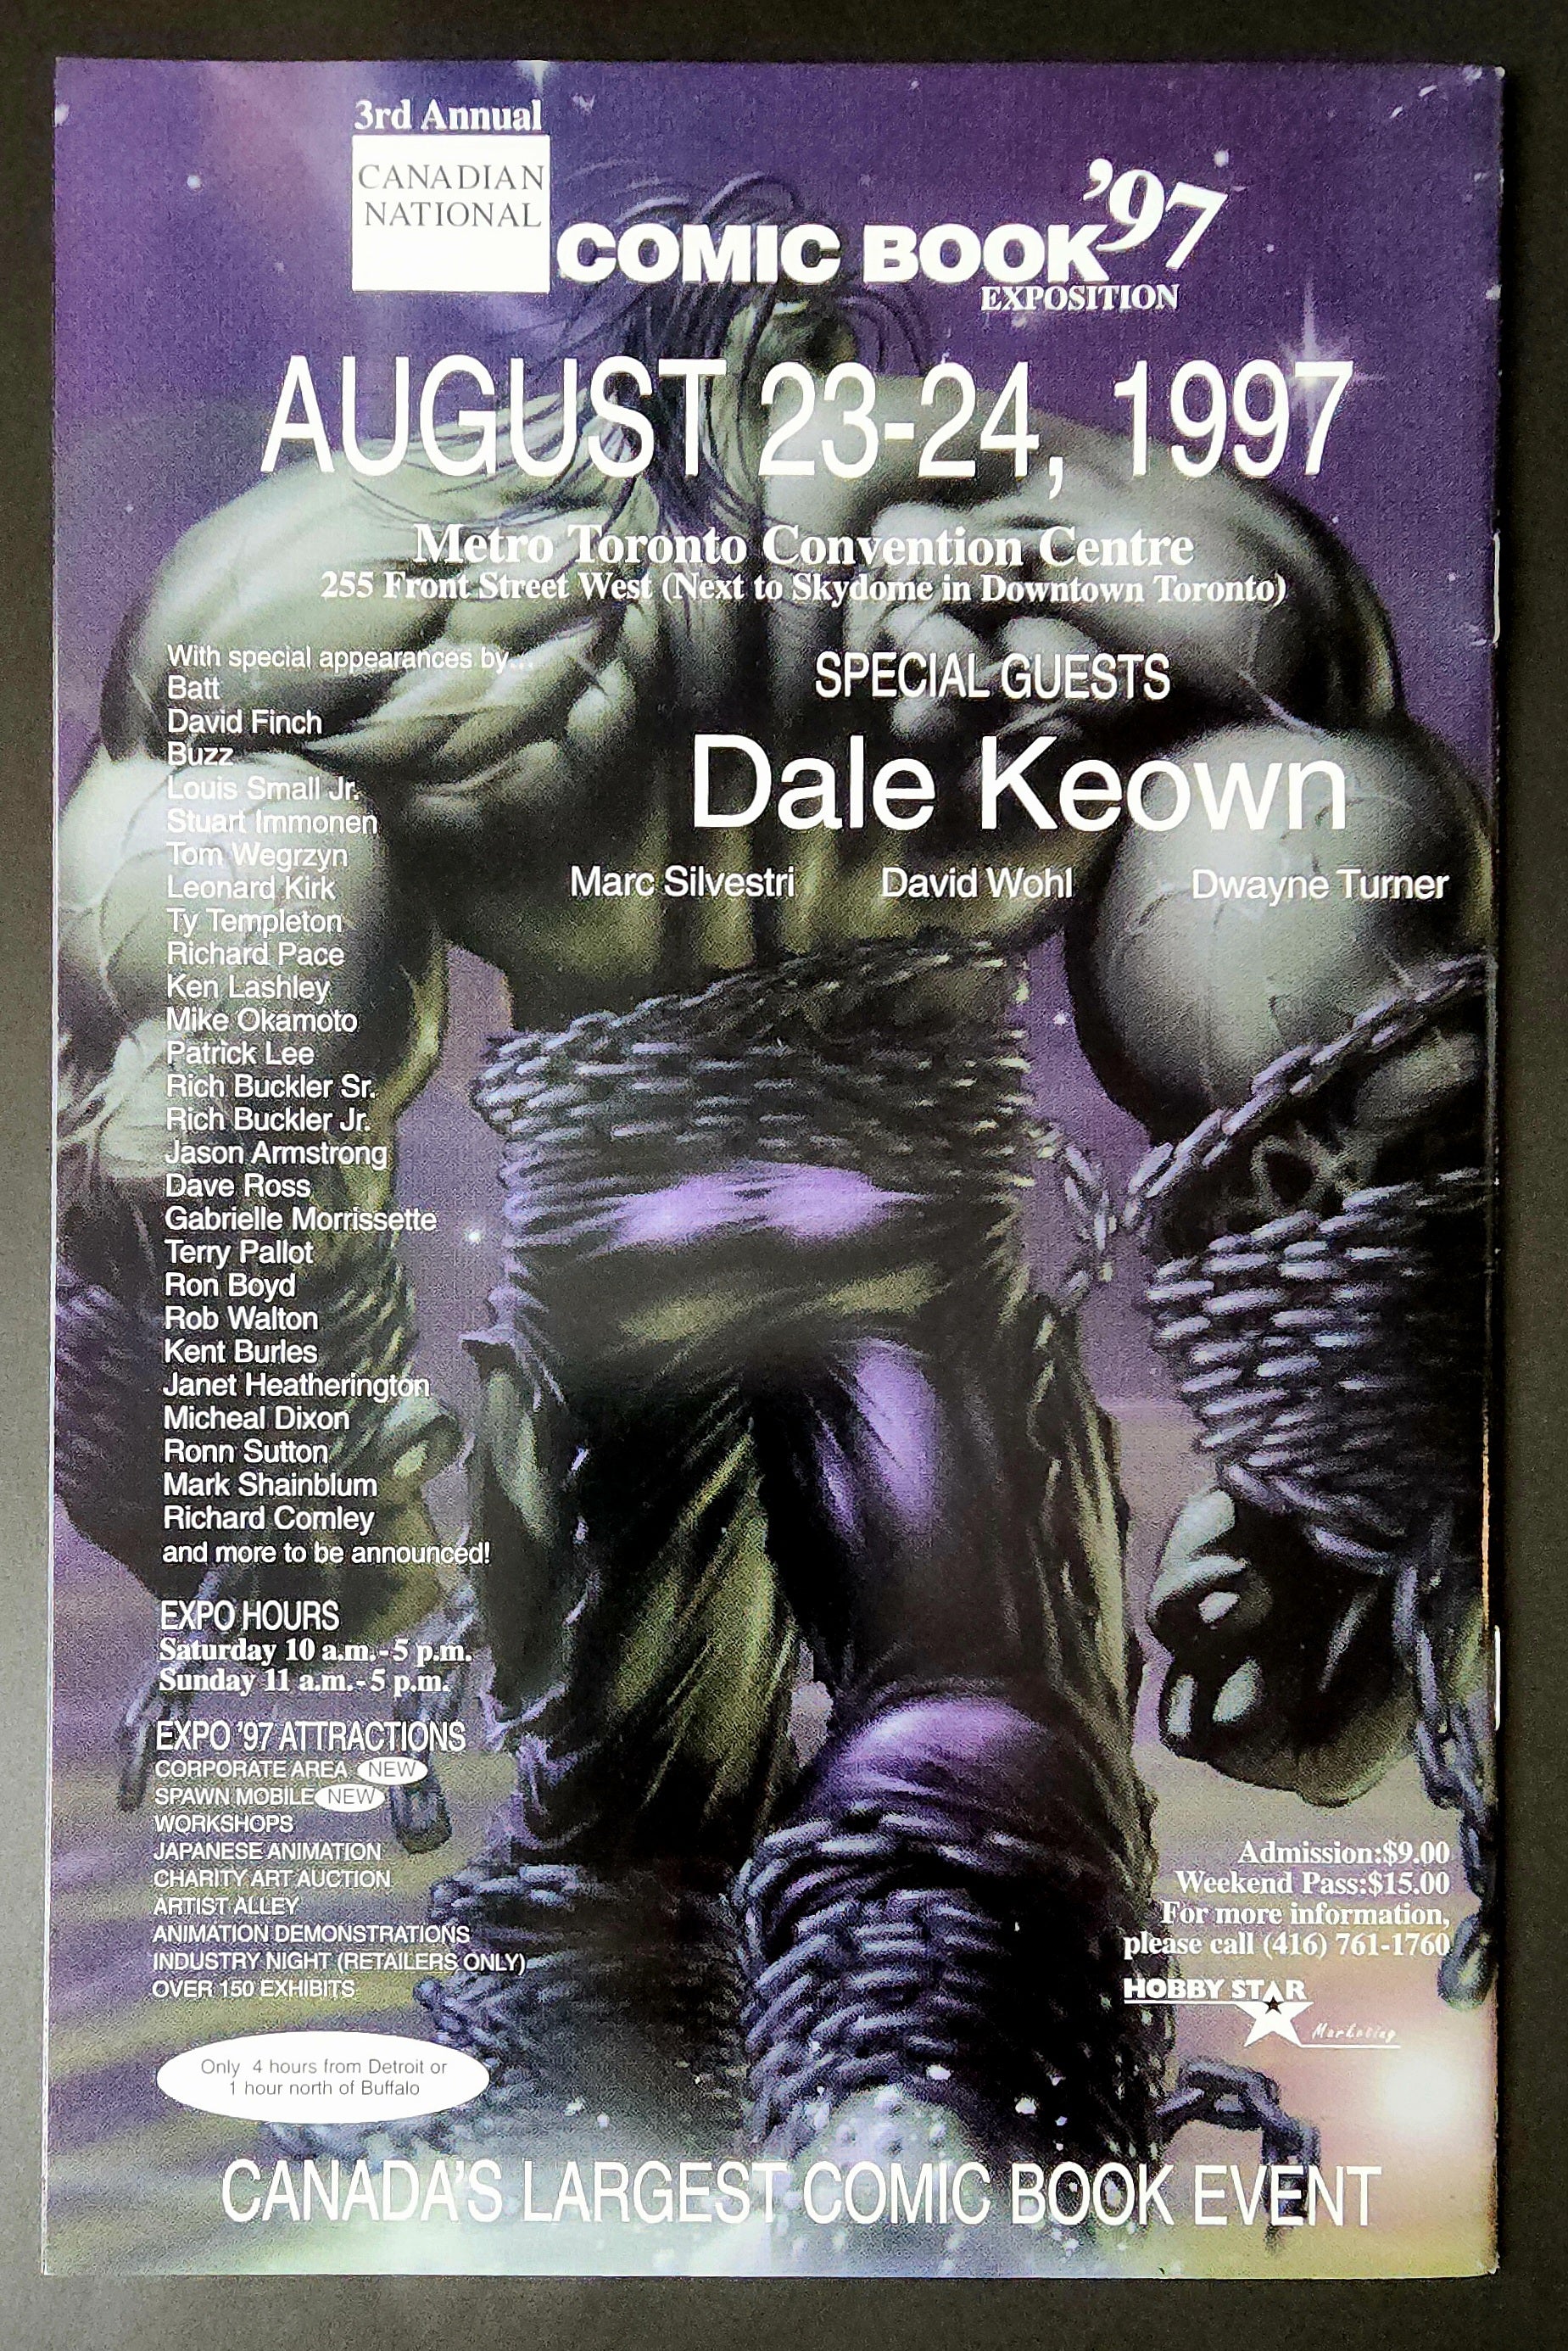 3rd Annual
CANADIAN
NATIONAL
COMIC BOOK '97
EXPOSITION
AUGUST 23-24, 1997
Metro Toronto Convention Centre
255 Front Street West (Next to Skydome in Downtown Toronto)
With special appearances by...
Batt
David Finch
Buzz
Louis Small Jr.
Stuart Immonen
Tom Wegrzyn
Leonard Kirk
Ty Templeton
Richard Pace
Ken Lashley
Mike Okamoto
Patrick Lee
Rich Buckler Sr.
Rich Buckler Jr.
Jason Armstrong
Dave Ross
Gabrielle Morrissette
Terry Pallot
Ron Boyd
Rob Walton
Kent Burles
Janet Heatherington
Micheal Dixon
Ronn Sutton
Mark Shainblum
Richard Comley
and more to be announced!
SPECIAL GUESTS
Dale Keown
Marc Silvestri David Wohl Dwayne Turner
EXPO HOURS
Saturday 10 a.m.-5 p.m.
Sunday 11 a.m.-5 p.m.
EXPO '97 ATTRACTIONS
CORPORATE AREA NEW
SPAWN MOBILE NEW
WORKSHOPS
JAPANESE ANIMATION
CHARITY ART AUCTION
ARTIST ALLEY
ANIMATION DEMONSTRATIONS
INDUSTRY NIGHT (RETAILERS ONLY)
OVER 150 EXHIBITS
Only 4 hours from Detroit or
1 hour north of Buffalo
Admission:$9.00
Weekend Pass:$15.00
For more information,
please call (416) 761-1760
HOBBY STAR
Marketing
CANADA'S LARGEST COMIC BOOK EVENT